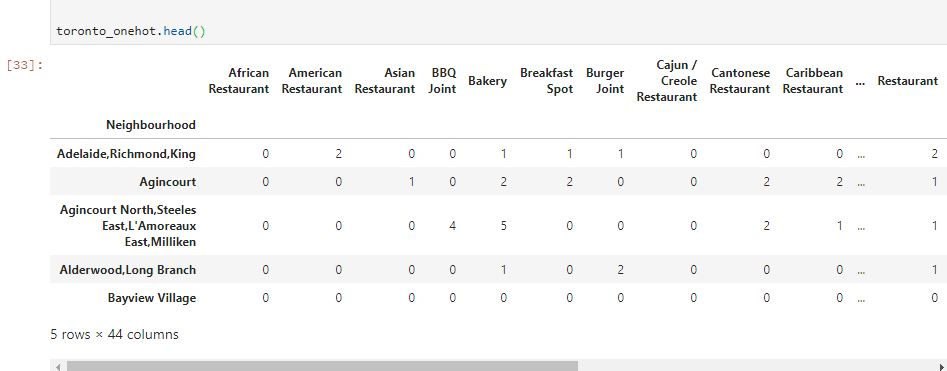 toronto_onehot.head()
[33]:
African Restaurant American Restaurant Asian Restaurant BBQ Joint Bakery Breakfast Spot Burger Joint Cajun / Creole Restaurant Cantonese Restaurant Caribbean Restaurant ... Restaurant
Neighbourhood
Adelaide,Richmond,King 0 2 0 0 1 1 1 0 0 0 ... 2
Agincourt 0 0 1 0 2 2 0 0 2 2 ... 1
Agincourt North,Steeles
East,L'Amoreaux 0 0 0 4 5 0 0 0 2 1 ... 1
East,Milliken
Alderwood,Long Branch 0 0 0 0 1 0 2 0 0 0 ... 1
Bayview Village 0 0 0 0 0 0 0 0 0 0 ... 0
5 rows × 44 columns